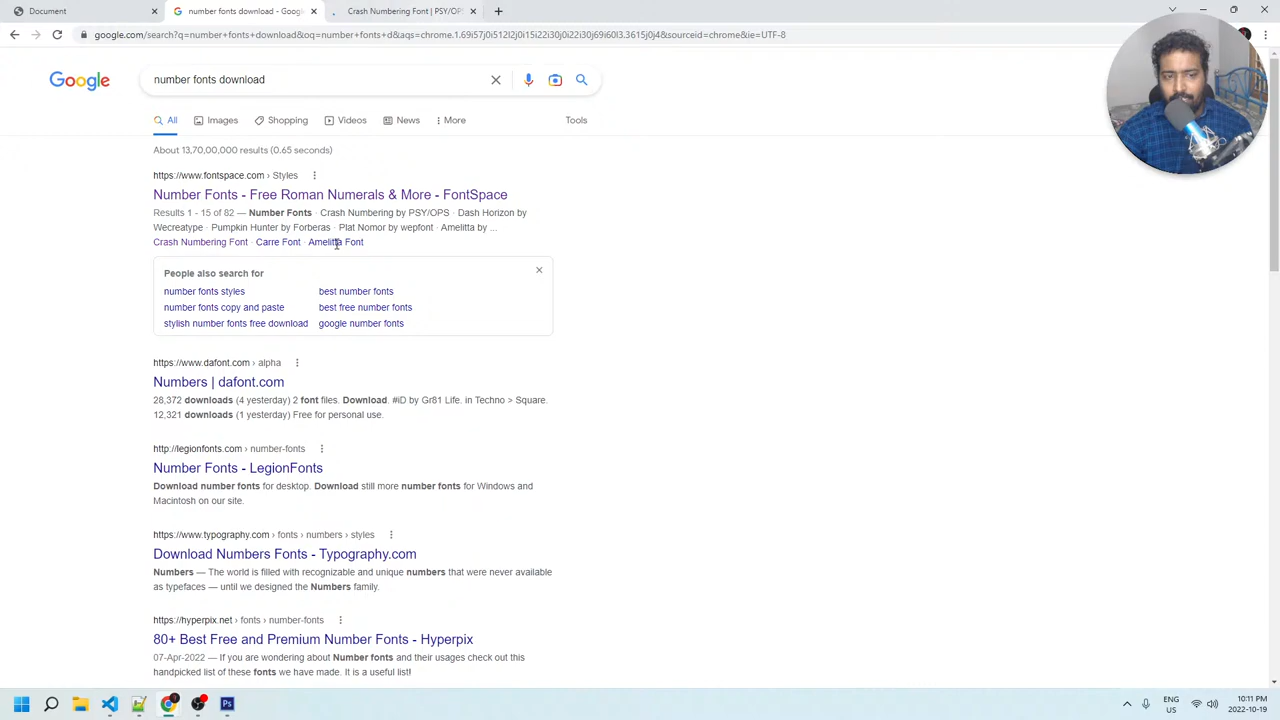 Document
number fonts download - Goog
Crash Numbering Font | PSY/OPS
google.com/search?q=number+fonts+download&oq=number+fonts+d&aqs=chrome.1.69i57j0i512l2j0i15i22i30j0i22i30j69i60l3.3615j0j4&sourceid=chrome&ie=UTF-8
Google
number fonts download
All
Images
Shopping
Videos
News
More
Tools
About 13,70,00,000 results (0.65 seconds)
https://www.fontspace.com › Styles
Number Fonts - Free Roman Numerals & More - FontSpace
Results 1 - 15 of 82 — Number Fonts · Crash Numbering by PSY/OPS · Dash Horizon by
Wecreatype · Pumpkin Hunter by Forberas · Plat Nomor by wepfont · Amelitta by ...
Crash Numbering Font · Carre Font · Amelitta Font
People also search for
number fonts styles
best number fonts
number fonts copy and paste
best free number fonts
stylish number fonts free download
google number fonts
https://www.dafont.com › alpha
Numbers | dafont.com
28,372 downloads (4 yesterday) 2 font files. Download. #iD by Gr81 Life. in Techno > Square.
12,321 downloads (1 yesterday) Free for personal use.
http://legionfonts.com › number-fonts
Number Fonts - LegionFonts
Download number fonts for desktop. Download still more number fonts for Windows and
Macintosh on our site.
https://www.typography.com › fonts › numbers › styles
Download Numbers Fonts - Typography.com
Numbers — The world is filled with recognizable and unique numbers that were never available
as typefaces — until we designed the Numbers family.
https://hyperpix.net › fonts › number-fonts
80+ Best Free and Premium Number Fonts - Hyperpix
07-Apr-2022 — If you are wondering about Number fonts and their usages check out this
handpicked list of these fonts we have made. It is a useful list!
Ps
ENG
US
10:11 PM
2022-10-19